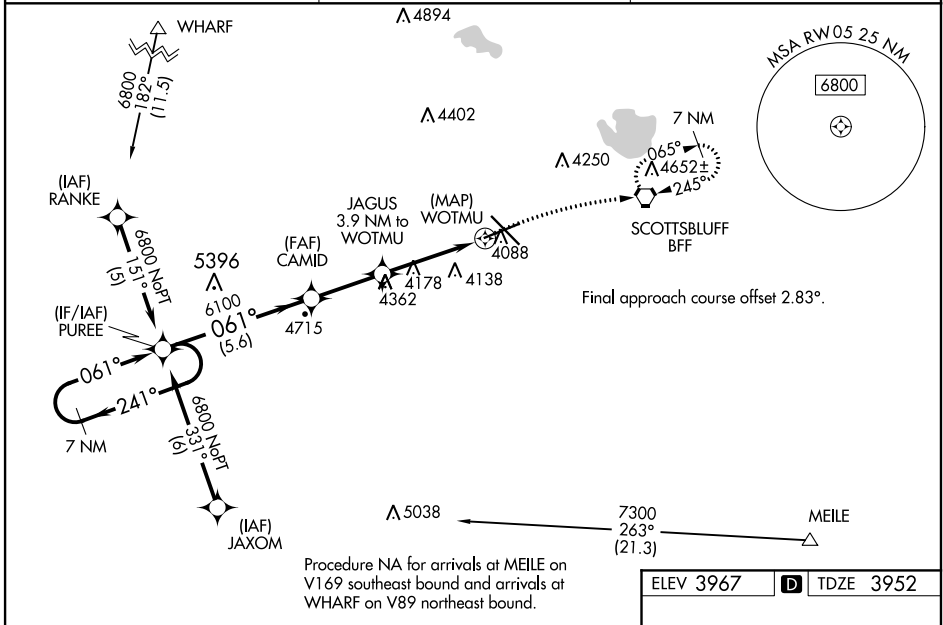 4894
WHARF
6800
182°
(11.5)
MSA RW05 25 NM
6800
4402
7 NM
065°
4652±
245°
4250
SCOTTSBLUFF
BFF
(IAF)
RANKE
JAGUS
3.9 NM to
WOTMU
(MAP)
WOTMU
4088
6800 NoPT
151°
(5)
5396
(FAF)
CAMID
4178
4138
4362
Final approach course offset 2.83°.
(IF/IAF)
PUREE
6100
061°
(5.6)
4715
061°
241°
7 NM
6800 NoPT
331°
(6)
(IAF)
JAXOM
5038
7300
263°
(21.3)
MEILE
Procedure NA for arrivals at MEILE on
V169 southeast bound and arrivals at
WHARF on V89 northeast bound.
ELEV 3967
D
TDZE 3952